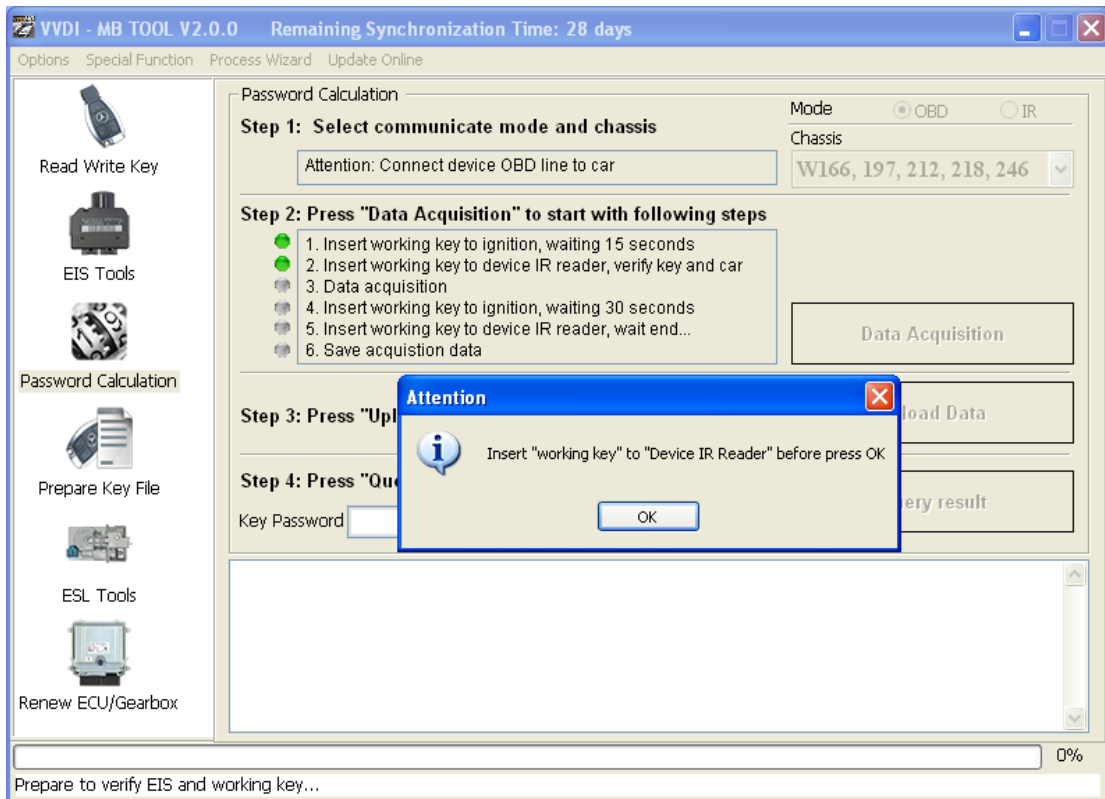 VVDI - MB TOOL V2.0.0 Remaining Synchronization Time: 28 days
Options Special Function Process Wizard Update Online
Read Write Key
EIS Tools
Password Calculation
Prepare Key File
ESL Tools
Renew ECU/Gearbox
Password Calculation
Step 1: Select communicate mode and chassis
Attention: Connect device OBD line to car
Mode OBD IR
Chassis
W166, 197, 212, 218, 246
Step 2: Press "Data Acquisition" to start with following steps
1. Insert working key to ignition, waiting 15 seconds
2. Insert working key to device IR reader, verify key and car
3. Data acquisition
4. Insert working key to ignition, waiting 30 seconds
5. Insert working key to device IR reader, wait end...
6. Save acquistion data
Data Acquisition
Step 3: Press "Upl
load Data
Step 4: Press "Que
ery result
Key Password
Attention
Insert "working key" to "Device IR Reader" before press OK
OK
0%
Prepare to verify EIS and working key...